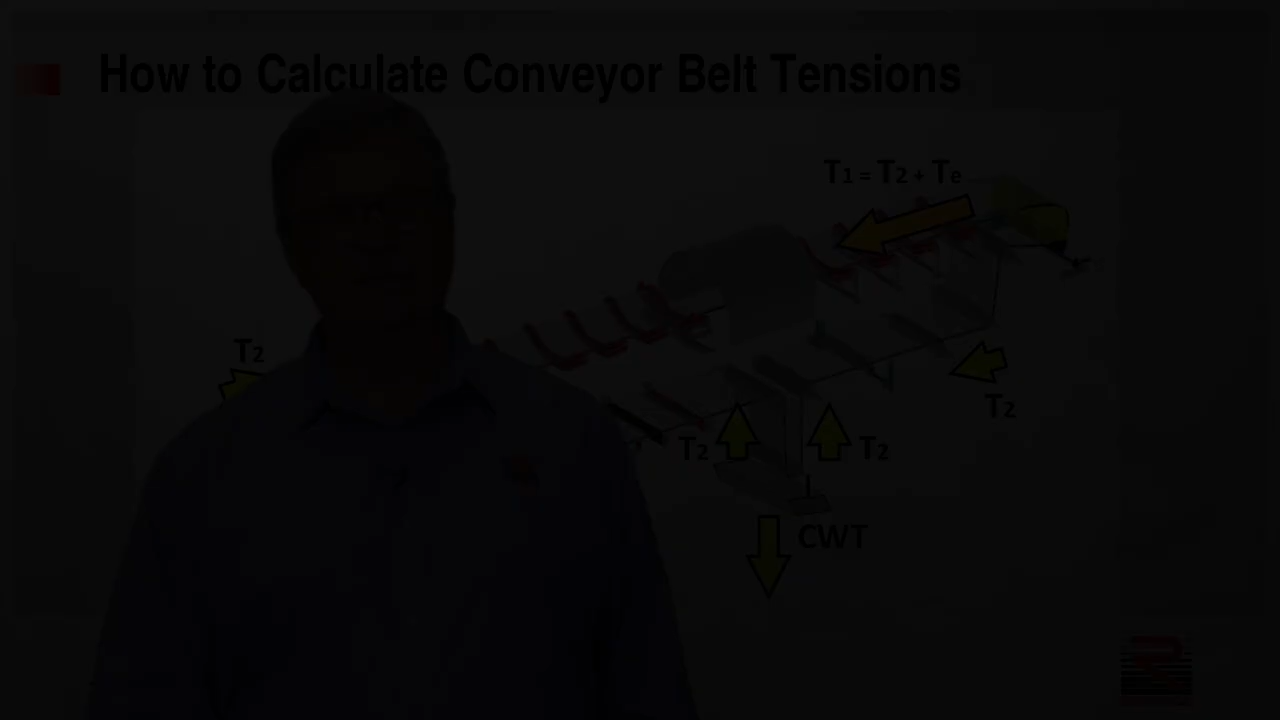 How to Calculate Conveyor Belt Tensions
T1 = T2 + Te
T2
T2
T2
T2
CWT